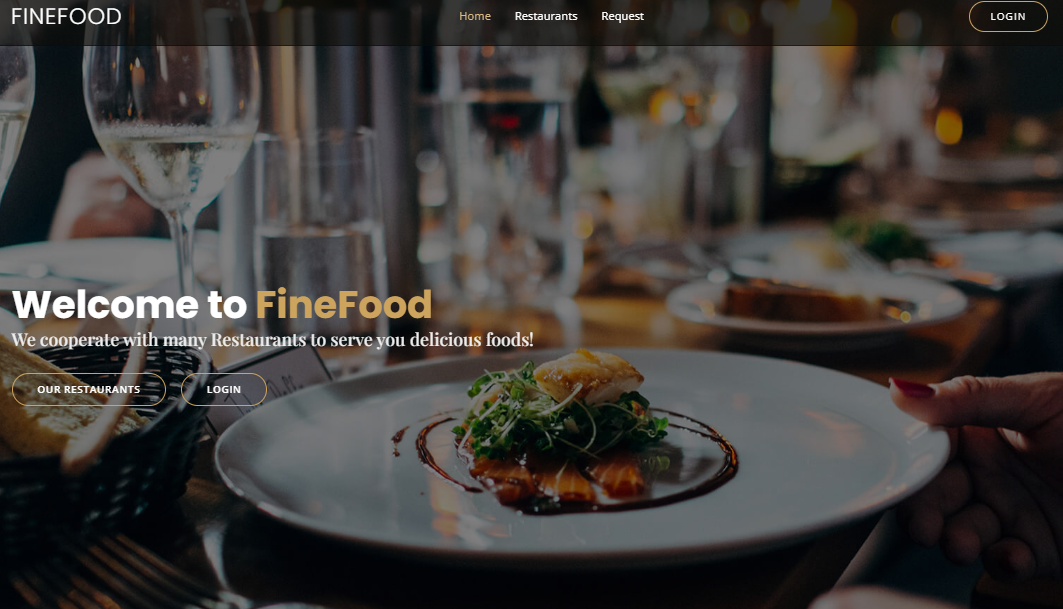 FINEFOOD
Home Restaurants Request
LOGIN
Welcome to FineFood
We cooperate with many Restaurants to serve you delicious foods!
OUR RESTAURANTS LOGIN